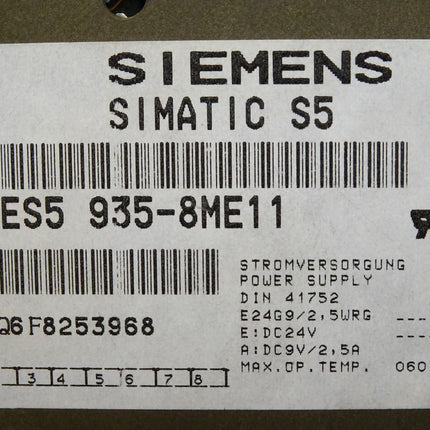 SIEMENS
SIMATIC S5
ES5 935-8ME11
Q6F8253968
STROMVERSORGUNG
POWER SUPPLY
DIN 41752
E24G9/2,5WRG
E:DC24V
A:DC9V/2,5A
MAX.OP.TEMP. 060
3 4 5 6 7 8